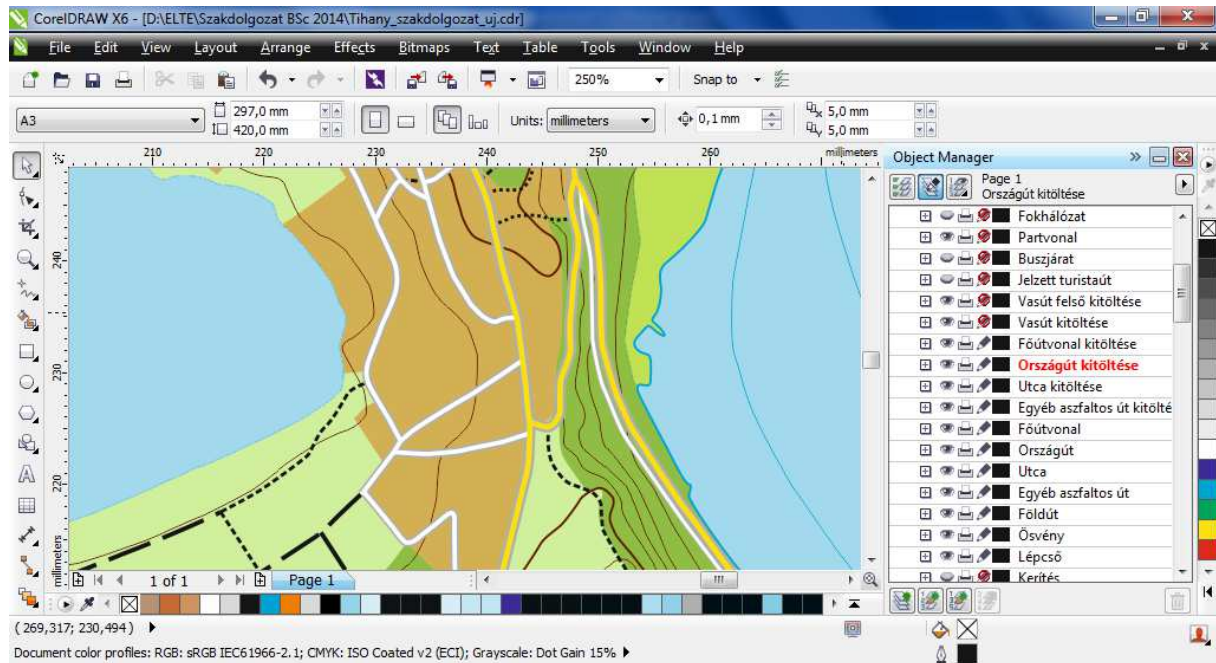 CorelDRAW X6 - [D:\ELTE\Szakdolgozat BSc 2014\Tihany_szakdolgozat_uj.cdr]
File Edit View Layout Arrange Effects Bitmaps Text Table Tools Window Help
250% Snap to
A3 297,0 mm 420,0 mm Units: millimeters 0,1 mm 5,0 mm 5,0 mm
210 220 230 240 250 260 millimeters
240
230
220
millimeters
Object Manager
Page 1
Országút kitöltése
Fokhálózat
Partvonal
Buszjárat
Jelzett turistaút
Vasút felső kitöltése
Vasút kitöltése
Főútvonal kitöltése
Országút kitöltése
Utca kitöltése
Egyéb aszfaltos út kitölté
Főútvonal
Országút
Utca
Egyéb aszfaltos út
Földút
Ösvény
Lépcső
Kerítés
1 of 1 Page 1
( 269,317; 230,494 )
Document color profiles: RGB: sRGB IEC61966-2.1; CMYK: ISO Coated v2 (ECI); Grayscale: Dot Gain 15%